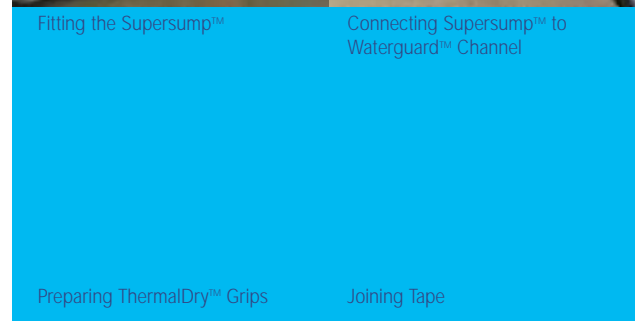 Fitting the Supersump™
Connecting Supersump™ to
Waterguard™ Channel
Preparing ThermalDry™ Grips
Joining Tape